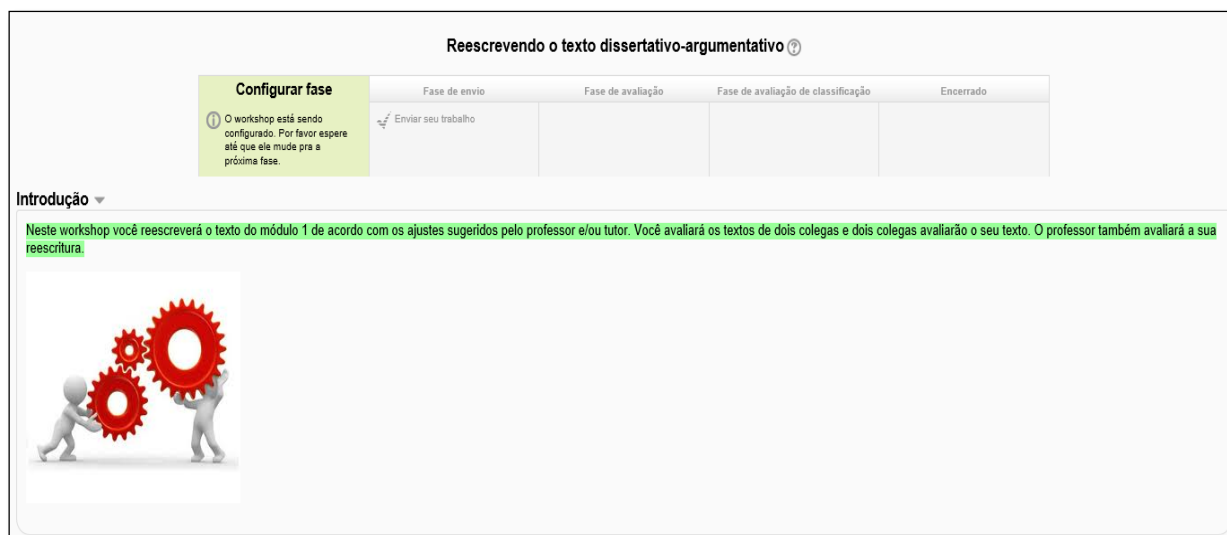 Reescrevendo o texto dissertativo-argumentativo ?
Configurar fase
Fase de envio
Fase de avaliação
Fase de avaliação de classificação
Encerrado
O workshop está sendo
configurado. Por favor espere
até que ele mude pra a
próxima fase.
Enviar seu trabalho
Introdução
Neste workshop você reescreverá o texto do módulo 1 de acordo com os ajustes sugeridos pelo professor e/ou tutor. Você avaliará os textos de dois colegas e dois colegas avaliarão o seu texto. O professor também avaliará a sua
reescritura.